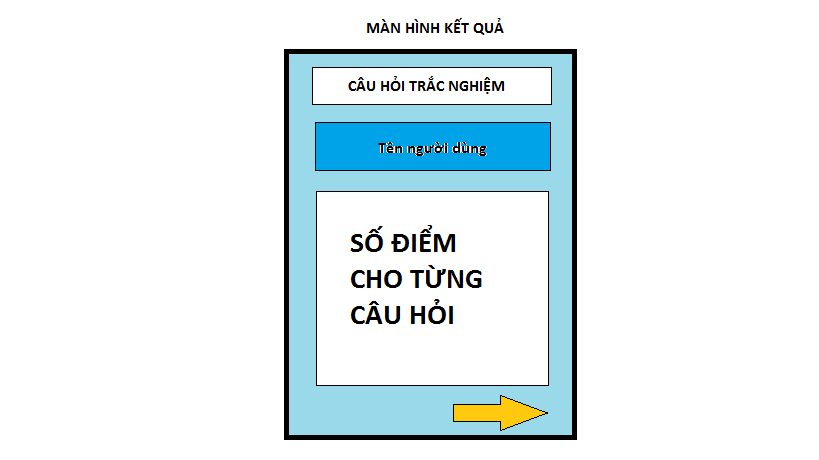 MÀN HÌNH KẾT QUẢ
CÂU HỎI TRẮC NGHIỆM
Tên người dùng
SỐ ĐIỂM
CHO TỪNG
CÂU HỎI